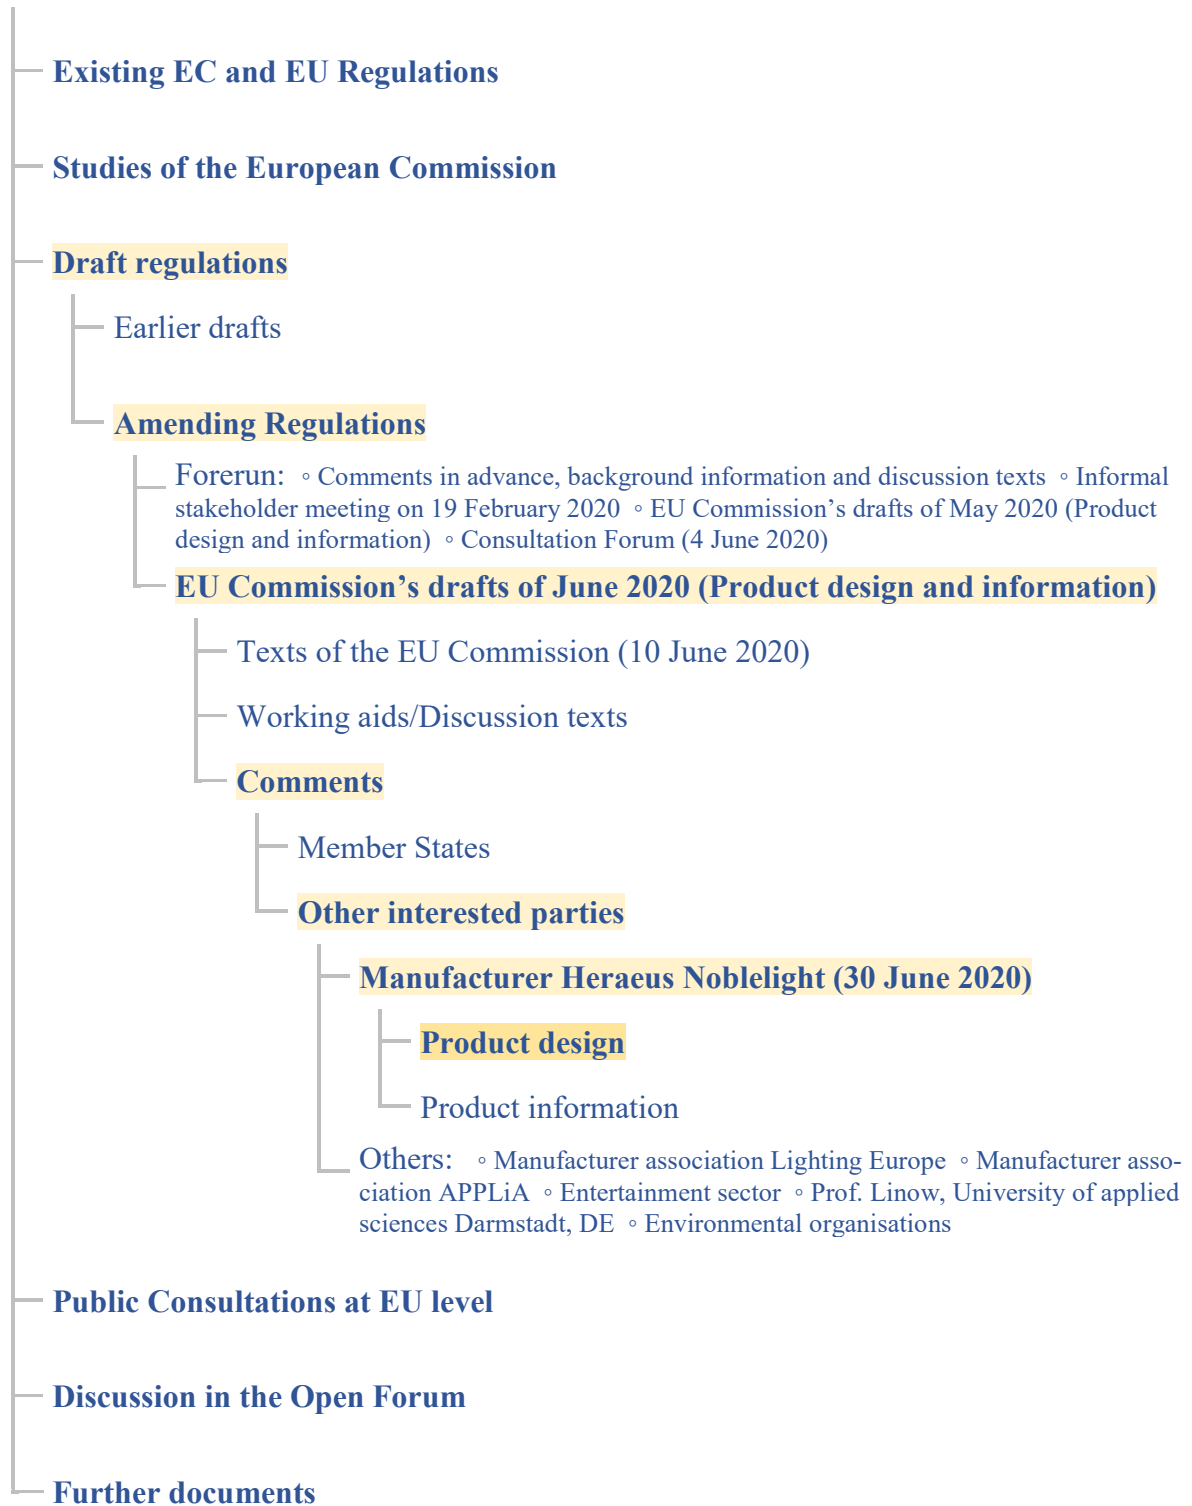 Existing EC and EU Regulations
Studies of the European Commission
Draft regulations
Earlier drafts
Amending Regulations
Forerun: ◦ Comments in advance, background information and discussion texts ◦ Informal
stakeholder meeting on 19 February 2020 ◦ EU Commission’s drafts of May 2020 (Product
design and information) ◦ Consultation Forum (4 June 2020)
EU Commission’s drafts of June 2020 (Product design and information)
Texts of the EU Commission (10 June 2020)
Working aids/Discussion texts
Comments
Member States
Other interested parties
Manufacturer Heraeus Noblelight (30 June 2020)
Product design
Product information
Others: ◦ Manufacturer association Lighting Europe ◦ Manufacturer asso-
ciation APPLiA ◦ Entertainment sector ◦ Prof. Linow, University of applied
sciences Darmstadt, DE ◦ Environmental organisations
Public Consultations at EU level
Discussion in the Open Forum
Further documents